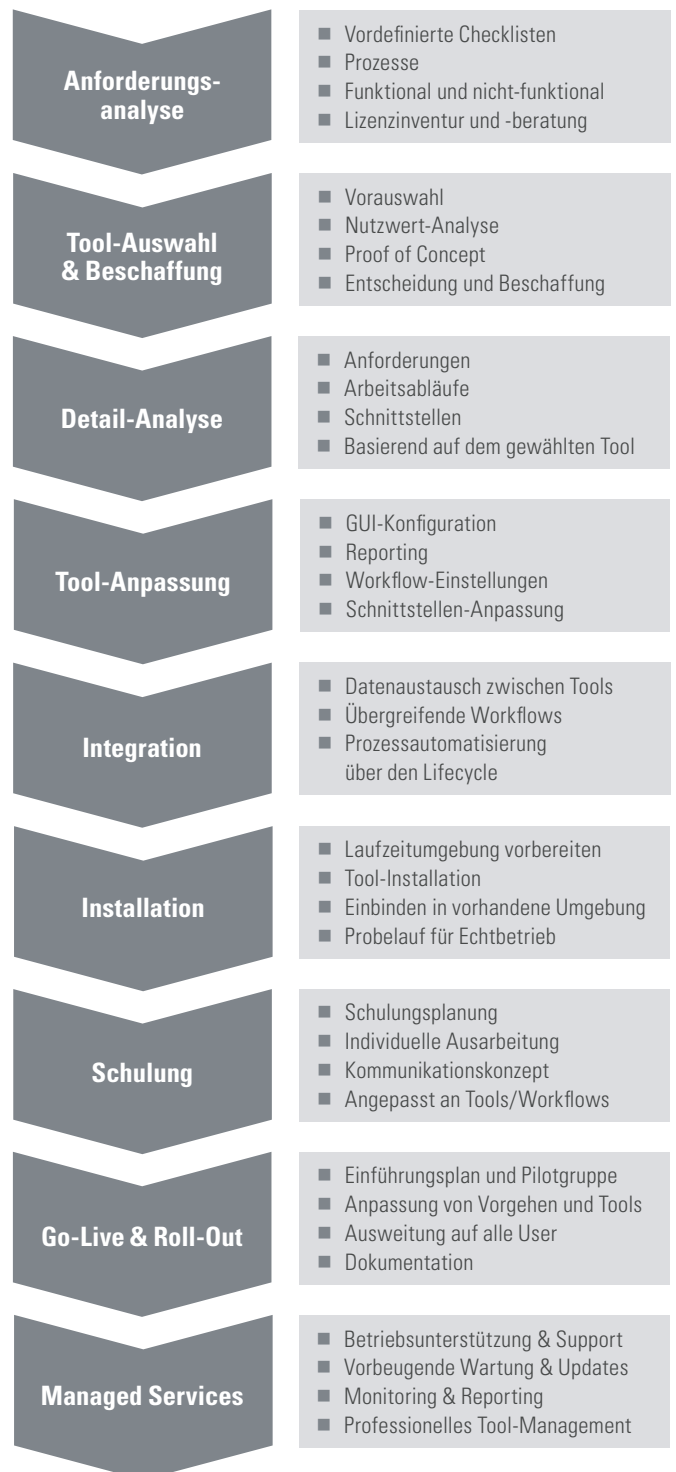 Anforderungs-
analyse
■ Vordefinierte Checklisten
■ Prozesse
■ Funktional und nicht-funktional
■ Lizenzinventur und -beratung
Tool-Auswahl
& Beschaffung
■ Vorauswahl
■ Nutzwert-Analyse
■ Proof of Concept
■ Entscheidung und Beschaffung
Detail-Analyse
■ Anforderungen
■ Arbeitsabläufe
■ Schnittstellen
■ Basierend auf dem gewählten Tool
Tool-Anpassung
■ GUI-Konfiguration
■ Reporting
■ Workflow-Einstellungen
■ Schnittstellen-Anpassung
Integration
■ Datenaustausch zwischen Tools
■ Übergreifende Workflows
■ Prozessautomatisierung
über den Lifecycle
Installation
■ Laufzeitumgebung vorbereiten
■ Tool-Installation
■ Einbinden in vorhandene Umgebung
■ Probelauf für Echtbetrieb
Schulung
■ Schulungsplanung
■ Individuelle Ausarbeitung
■ Kommunikationskonzept
■ Angepasst an Tools/Workflows
Go-Live & Roll-Out
■ Einführungsplan und Pilotgruppe
■ Anpassung von Vorgehen und Tools
■ Ausweitung auf alle User
■ Dokumentation
Managed Services
■ Betriebsunterstützung & Support
■ Vorbeugende Wartung & Updates
■ Monitoring & Reporting
■ Professionelles Tool-Management